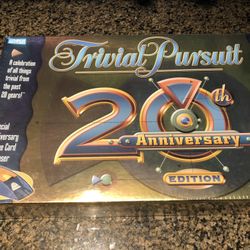 Trivial Pursuit
A celebration
of all things
trivial from
the past
20 years!
20th
Anniversary
EDITION